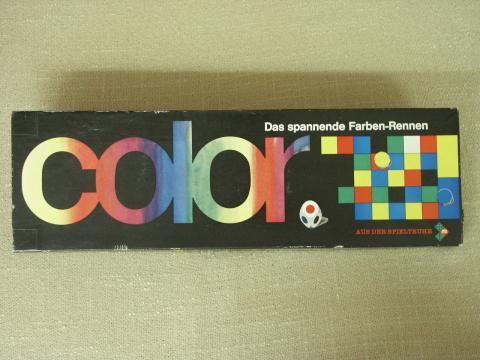 Das spannende Farben-Rennen
color
AUS DER SPIELTRUHE